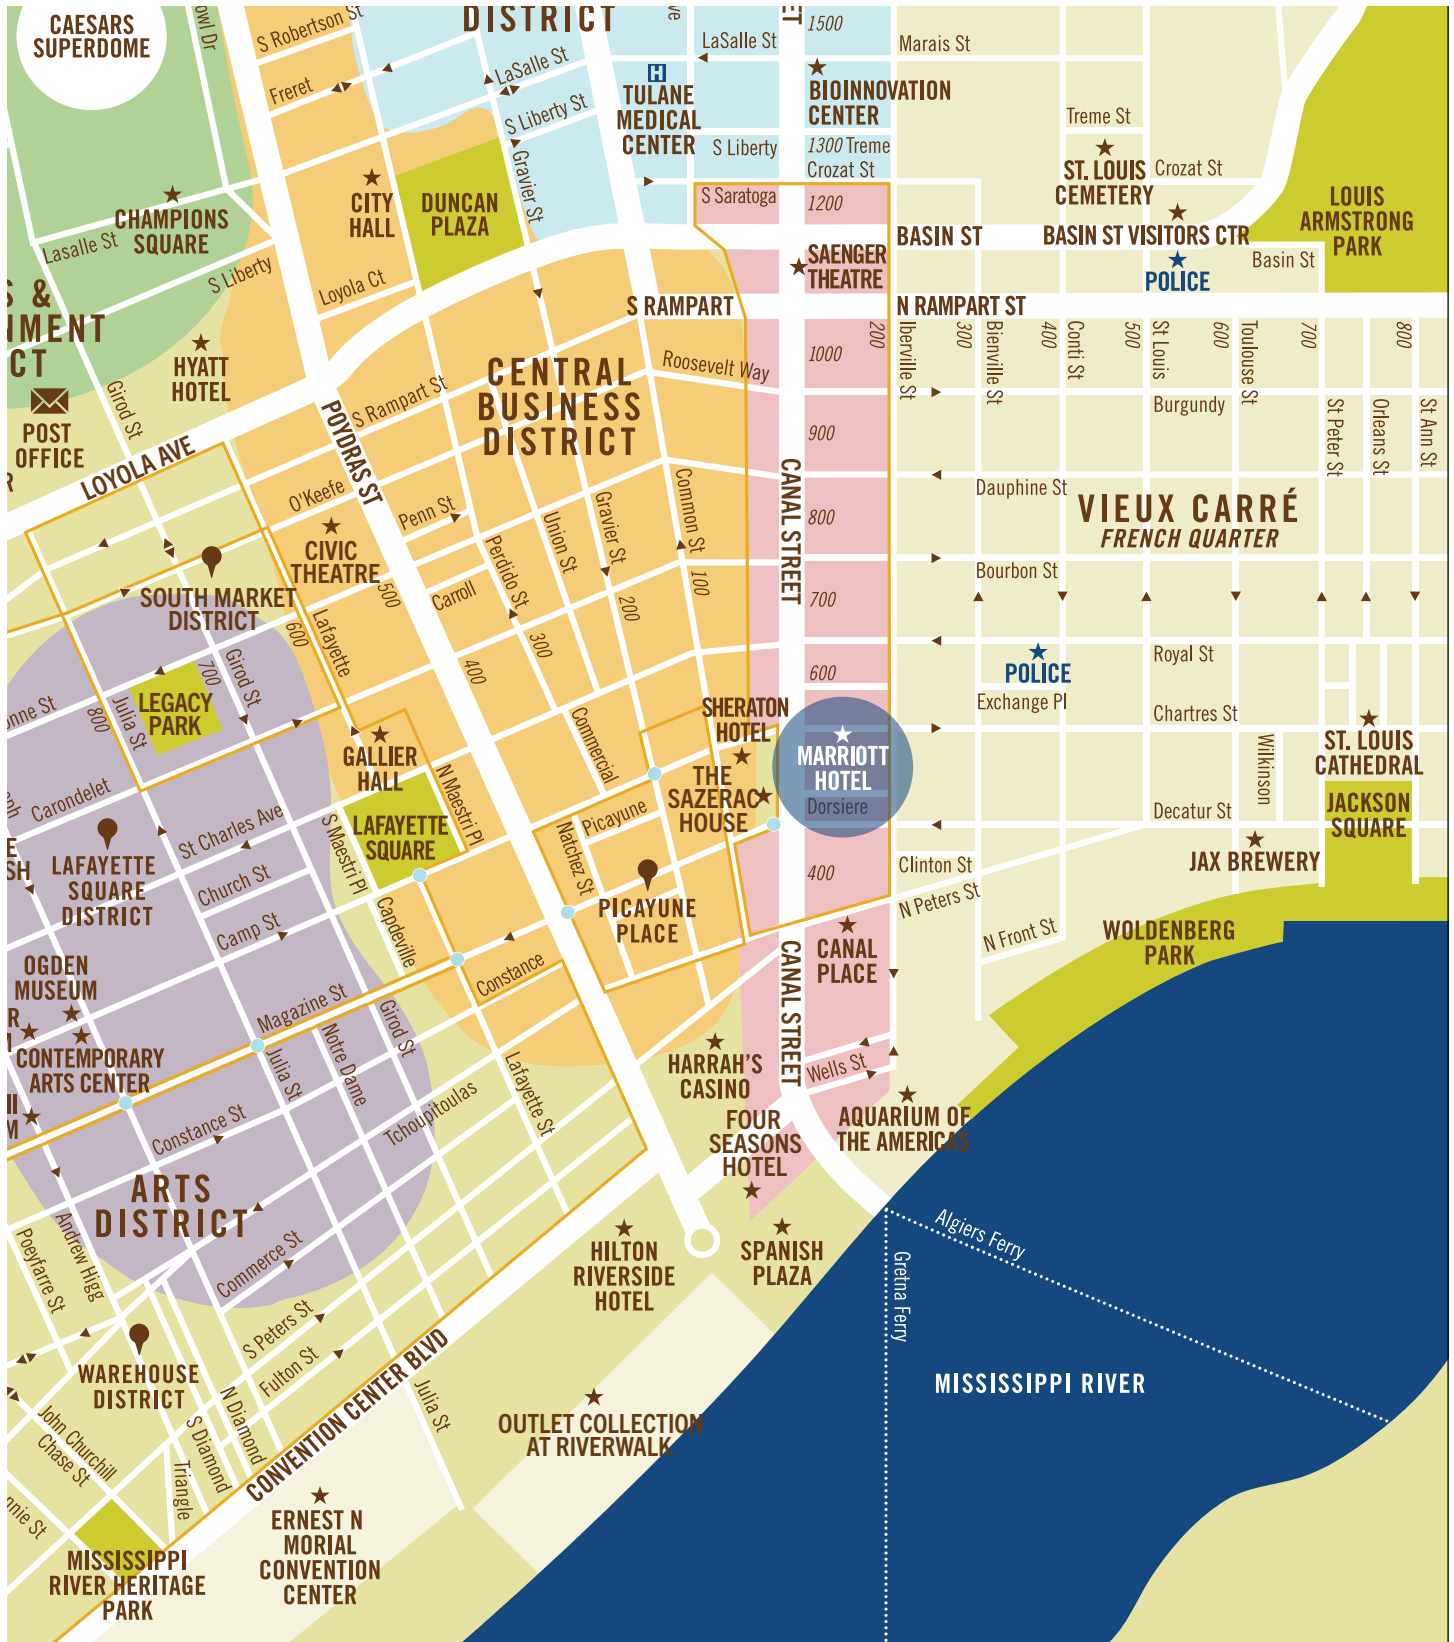 CAESARS
SUPERDOME
S Robertson St
DISTRICT
LaSalle St
1500
Marais St
Freret
LaSalle St
TULANE
MEDICAL
CENTER
H
BIOINNOVATION
CENTER
S Liberty St
Treme St
S Liberty
1300 Treme
Crozat St
ST. LOUIS
CEMETERY
Crozat St
Gravier St
CITY
HALL
DUNCAN
PLAZA
S Saratoga
1200
LOUIS
ARMSTRONG
PARK
CHAMPIONS
SQUARE
Lasalle St
S Liberty
BASIN ST
BASIN ST VISITORS CTR
Basin St
POLICE
SAENGER
THEATRE
Loyola Ct
S RAMPART
N RAMPART ST
HYATT
HOTEL
POST
OFFICE
Girod St
LOYOLA AVE
POYDRAS ST
S Rampart St
CENTRAL
BUSINESS
DISTRICT
Roosevelt Way
1000
200
Iberville St
300
Bienville St
400
Conti St
500
St Louis
600
Toulouse St
700
800
St Peter St
Orleans St
St Ann St
Burgundy
900
Dauphine St
O'Keefe
Penn St
CIVIC
THEATRE
Perdido St
Union St
Gravier St
Common St
CANAL STREET
800
VIEUX CARRÉ
FRENCH QUARTER
Bourbon St
SOUTH MARKET
DISTRICT
500
Carroll
100
200
300
400
600
Lafayette
700
Royal St
POLICE
600
Exchange Pl
Chartres St
LEGACY
PARK
700
Girod St
Julia St
800
GALLIER
HALL
N Maestri Pl
Commercial
SHERATON
HOTEL
MARRIOTT
HOTEL
Dorsiere
THE
SAZERAC
HOUSE
ST. LOUIS
CATHEDRAL
Wilkinson
JACKSON
SQUARE
Decatur St
JAX BREWERY
Carondelet
St Charles Ave
LAFAYETTE
SQUARE
S Maestri Pl
Picayune
Natchez St
LAFAYETTE
SQUARE
DISTRICT
Church St
Camp St
Capdeville
PICAYUNE
PLACE
400
Clinton St
N Peters St
N Front St
WOLDENBERG
PARK
CANAL
PLACE
CANAL STREET
OGDEN
MUSEUM
CONTEMPORARY
ARTS CENTER
Magazine St
Constance
Girod St
Notre Dame
Julia St
Lafayette St
Tchoupitoulas
Constance St
HARRAH'S
CASINO
Wells St
AQUARIUM OF
THE AMERICAS
FOUR
SEASONS
HOTEL
ARTS
DISTRICT
Poeyfarre St
Andrew Higg
Commerce St
HILTON
RIVERSIDE
HOTEL
SPANISH
PLAZA
Algiers Ferry
Gretna Ferry
S Peters St
Fulton St
WAREHOUSE
DISTRICT
N Diamond
S Diamond
Triangle
John Churchill
Chase St
CONVENTION CENTER BLVD
Julia St
OUTLET COLLECTION
AT RIVERWALK
MISSISSIPPI RIVER
ERNEST N
MORIAL
CONVENTION
CENTER
MISSISSIPPI
RIVER HERITAGE
PARK